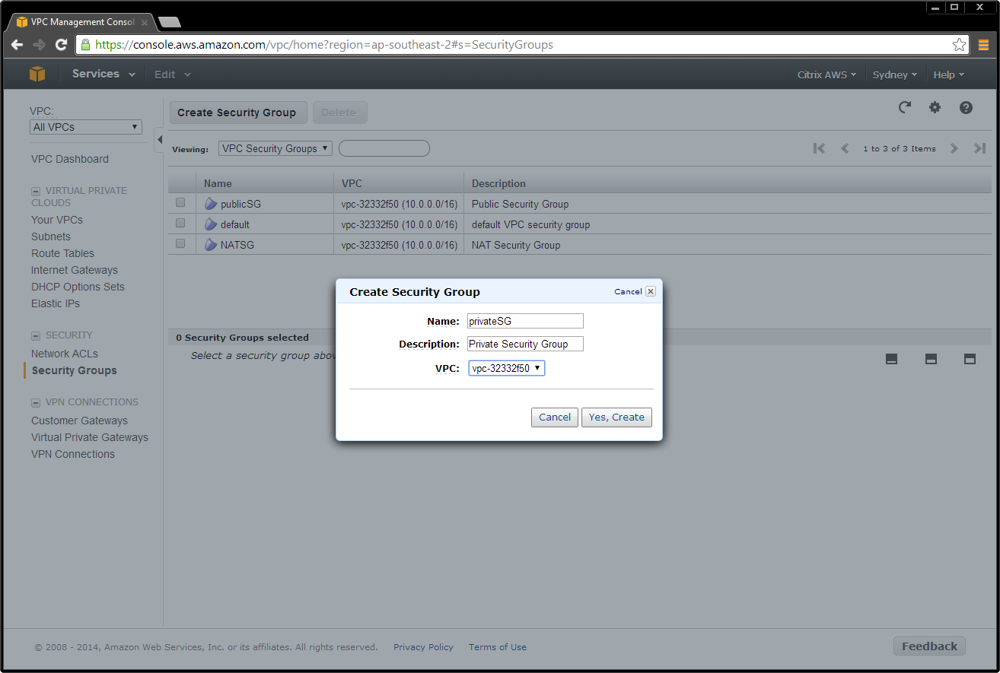 VPC Management Consol
https://console.aws.amazon.com/vpc/home?region=ap-southeast-2#s=SecurityGroups
Services Edit Citrix AWS Sydney Help
VPC:
All VPCs
VPC Dashboard
VIRTUAL PRIVATE
CLOUDS
Your VPCs
Subnets
Route Tables
Internet Gateways
DHCP Options Sets
Elastic IPs
SECURITY
Network ACLs
Security Groups
VPN CONNECTIONS
Customer Gateways
Virtual Private Gateways
VPN Connections
Create Security Group Delete
Viewing: VPC Security Groups 1 to 3 of 3 Items
Name VPC Description
publicSG vpc-32332f50 (10.0.0.0/16) Public Security Group
default vpc-32332f50 (10.0.0.0/16) default VPC security group
NATSG vpc-32332f50 (10.0.0.0/16) NAT Security Group
0 Security Groups selected
Select a security group abov
Create Security Group Cancel
Name: privateSG
Description: Private Security Group
VPC: vpc-32332f50
Cancel Yes, Create
© 2008 - 2014, Amazon Web Services, Inc. or its affiliates. All rights reserved. Privacy Policy Terms of Use Feedback